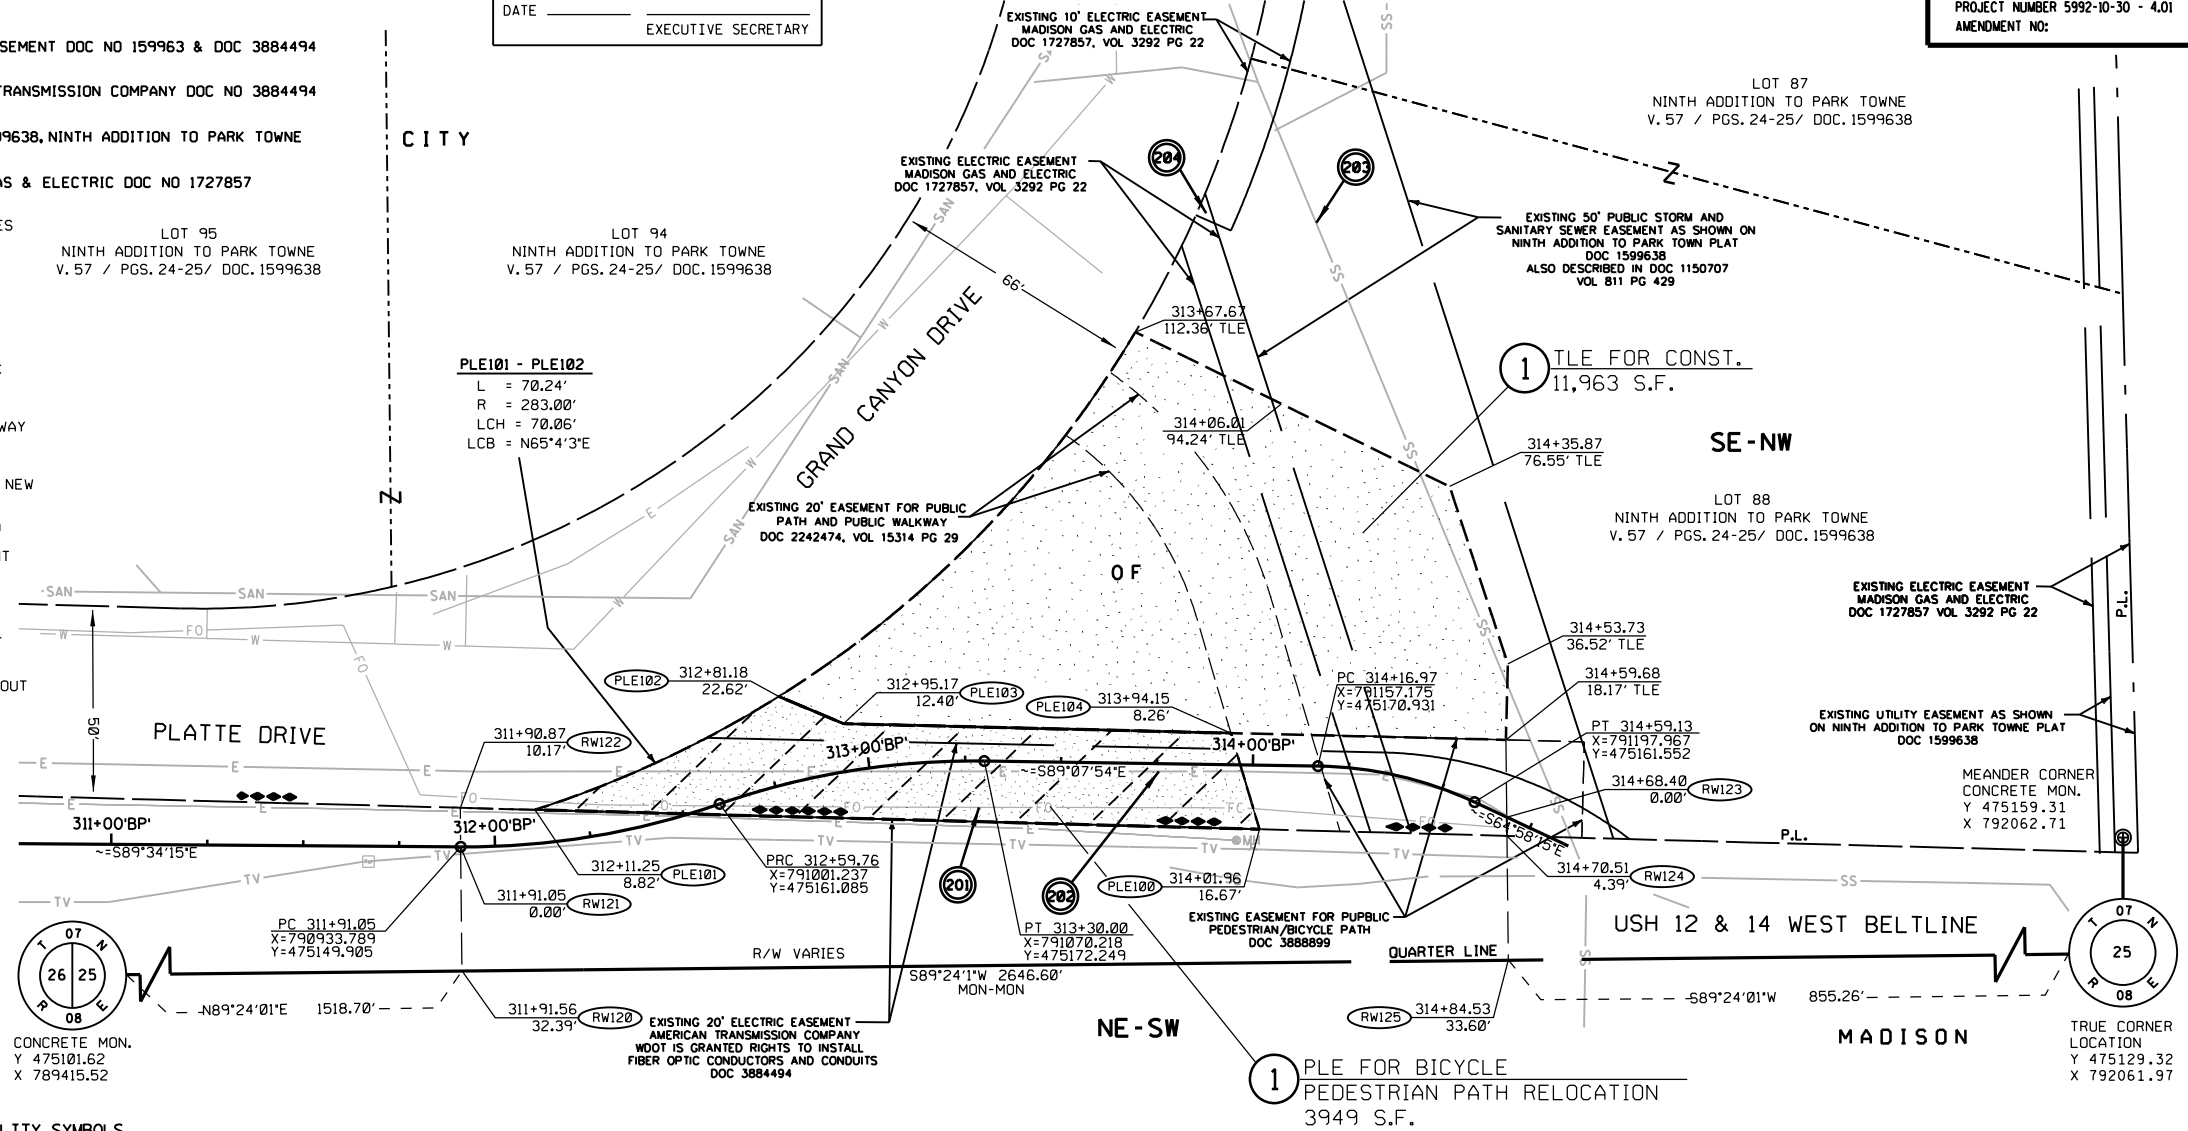 DATE
EXECUTIVE SECRETARY
PROJECT NUMBER 5992-10-30 - 4.01
AMENDMENT NO:
SEMENT DOC NO 159963 & DOC 3884494
TRANSMISSION COMPANY DOC NO 3884494
99638, NINTH ADDITION TO PARK TOWNE
AS & ELECTRIC DOC NO 1727857
ES
WAY
NEW
NT
OUT
CITY
LOT 95
NINTH ADDITION TO PARK TOWNE
V. 57 / PGS. 24-25/ DOC. 1599638
LOT 94
NINTH ADDITION TO PARK TOWNE
V. 57 / PGS. 24-25/ DOC. 1599638
EXISTING 10' ELECTRIC EASEMENT
MADISON GAS AND ELECTRIC
DOC 1727857, VOL 3292 PG 22
LOT 87
NINTH ADDITION TO PARK TOWNE
V. 57 / PGS. 24-25/ DOC. 1599638
EXISTING ELECTRIC EASEMENT
MADISON GAS AND ELECTRIC
DOC 1727857, VOL 3292 PG 22
204
203
EXISTING 50' PUBLIC STORM AND
SANITARY SEWER EASEMENT AS SHOWN ON
NINTH ADDITION TO PARK TOWN PLAT
DOC 1599638
ALSO DESCRIBED IN DOC 1150707
VOL 811 PG 429
66'
GRAND CANYON DRIVE
313+67.67
112.36' TLE
PLE101 - PLE102
L = 70.24'
R = 283.00'
LCH = 70.06'
LCB = N65°4'3"E
1
TLE FOR CONST.
11,963 S.F.
314+06.01
94.24' TLE
314+35.87
76.55' TLE
SE-NW
LOT 88
NINTH ADDITION TO PARK TOWNE
V. 57 / PGS. 24-25/ DOC. 1599638
EXISTING 20' EASEMENT FOR PUBLIC
PATH AND PUBLIC WALKWAY
DOC 2242474, VOL 15314 PG 29
OF
EXISTING ELECTRIC EASEMENT
MADISON GAS AND ELECTRIC
DOC 1727857 VOL 3292 PG 22
P.L.
314+53.73
36.52' TLE
314+59.68
18.17' TLE
PLE102
312+81.18
22.62'
312+95.17
12.40'
PLE103
PLE104
313+94.15
8.26'
PC 314+16.97
X=791157.175
Y=475170.931
PT 314+59.13
X=791197.967
Y=475161.552
EXISTING UTILITY EASEMENT AS SHOWN
ON NINTH ADDITION TO PARK TOWNE PLAT
DOC 1599638
50'
PLATTE DRIVE
311+90.87
10.17'
RW122
313+00'BP'
314+00'BP'
~=S89°07'54"E
314+68.40
0.00'
RW123
MEANDER CORNER
CONCRETE MON.
Y 475159.31
X 792062.71
311+00'BP'
312+00'BP'
~=S89°34'15"E
~=S64°58'15"E
P.L.
312+11.25
8.82'
PLE101
PRC 312+59.76
X=791001.237
Y=475161.085
201
202
PLE100
314+01.96
16.67'
314+70.51
4.39'
RW124
311+91.05
0.00'
RW121
PC 311+91.05
X=790933.789
Y=475149.905
PT 313+30.00
X=791070.218
Y=475172.249
EXISTING EASEMENT FOR PUPBLIC
PEDESTRIAN/BICYCLE PATH
DOC 3888899
USH 12 & 14 WEST BELTLINE
R/W VARIES
QUARTER LINE
S89°24'1"W 2646.60'
MON-MON
T 07 N
26 25
R 08 E
T 07 N
25
R 08 E
N89°24'01"E 1518.70'
S89°24'01"W 855.26'
311+91.56
32.39'
RW120
EXISTING 20' ELECTRIC EASEMENT
AMERICAN TRANSMISSION COMPANY
WDOT IS GRANTED RIGHTS TO INSTALL
FIBER OPTIC CONDUCTORS AND CONDUITS
DOC 3884494
NE-SW
RW125
314+84.53
33.60'
MADISON
CONCRETE MON.
Y 475101.62
X 789415.52
TRUE CORNER
LOCATION
Y 475129.32
X 792061.97
1
PLE FOR BICYCLE
PEDESTRIAN PATH RELOCATION
3949 S.F.
LITY SYMBOLS